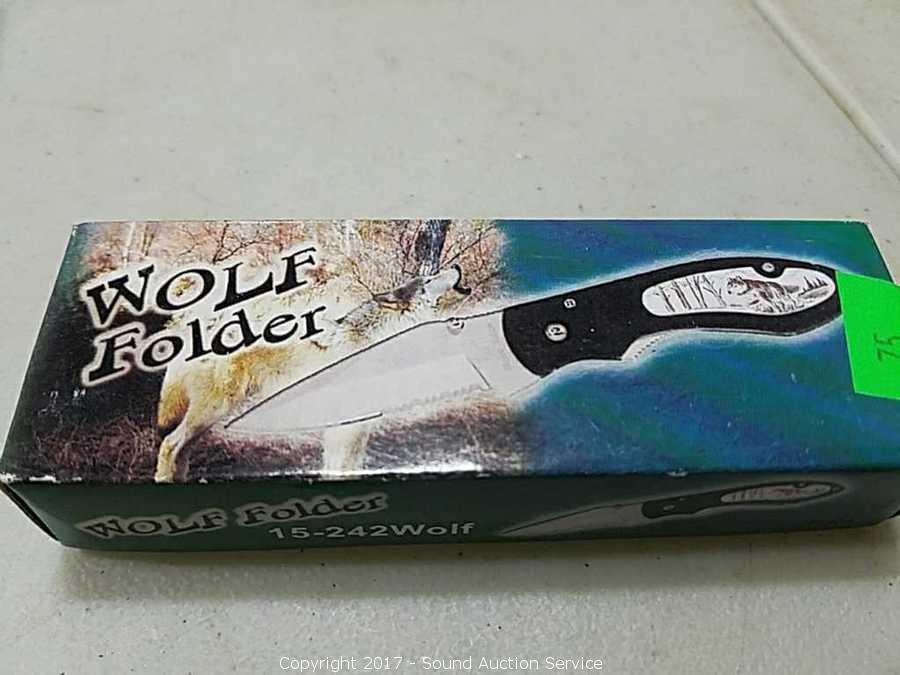 WOLF
Folder
75
WOLF Folder
15-242Wolf
Copyright 2017 - Sound Auction Service